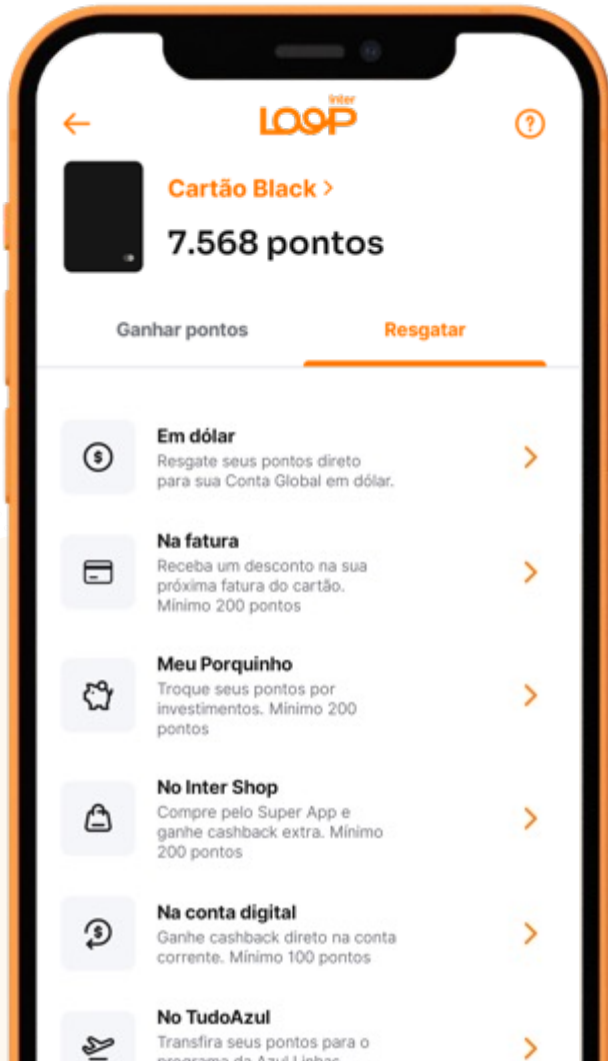 inter
LOOP
Cartão Black >
7.568 pontos
Ganhar pontos
Resgatar
Em dólar
Resgate seus pontos direto
para sua Conta Global em dólar.
Na fatura
Receba um desconto na sua
próxima fatura do cartão.
Mínimo 200 pontos
Meu Porquinho
Troque seus pontos por
investimentos. Mínimo 200
pontos
No Inter Shop
Compre pelo Super App e
ganhe cashback extra. Mínimo
200 pontos
Na conta digital
Ganhe cashback direto na conta
corrente. Mínimo 100 pontos
No TudoAzul
Transfira seus pontos para o
programa da Azul Linhas